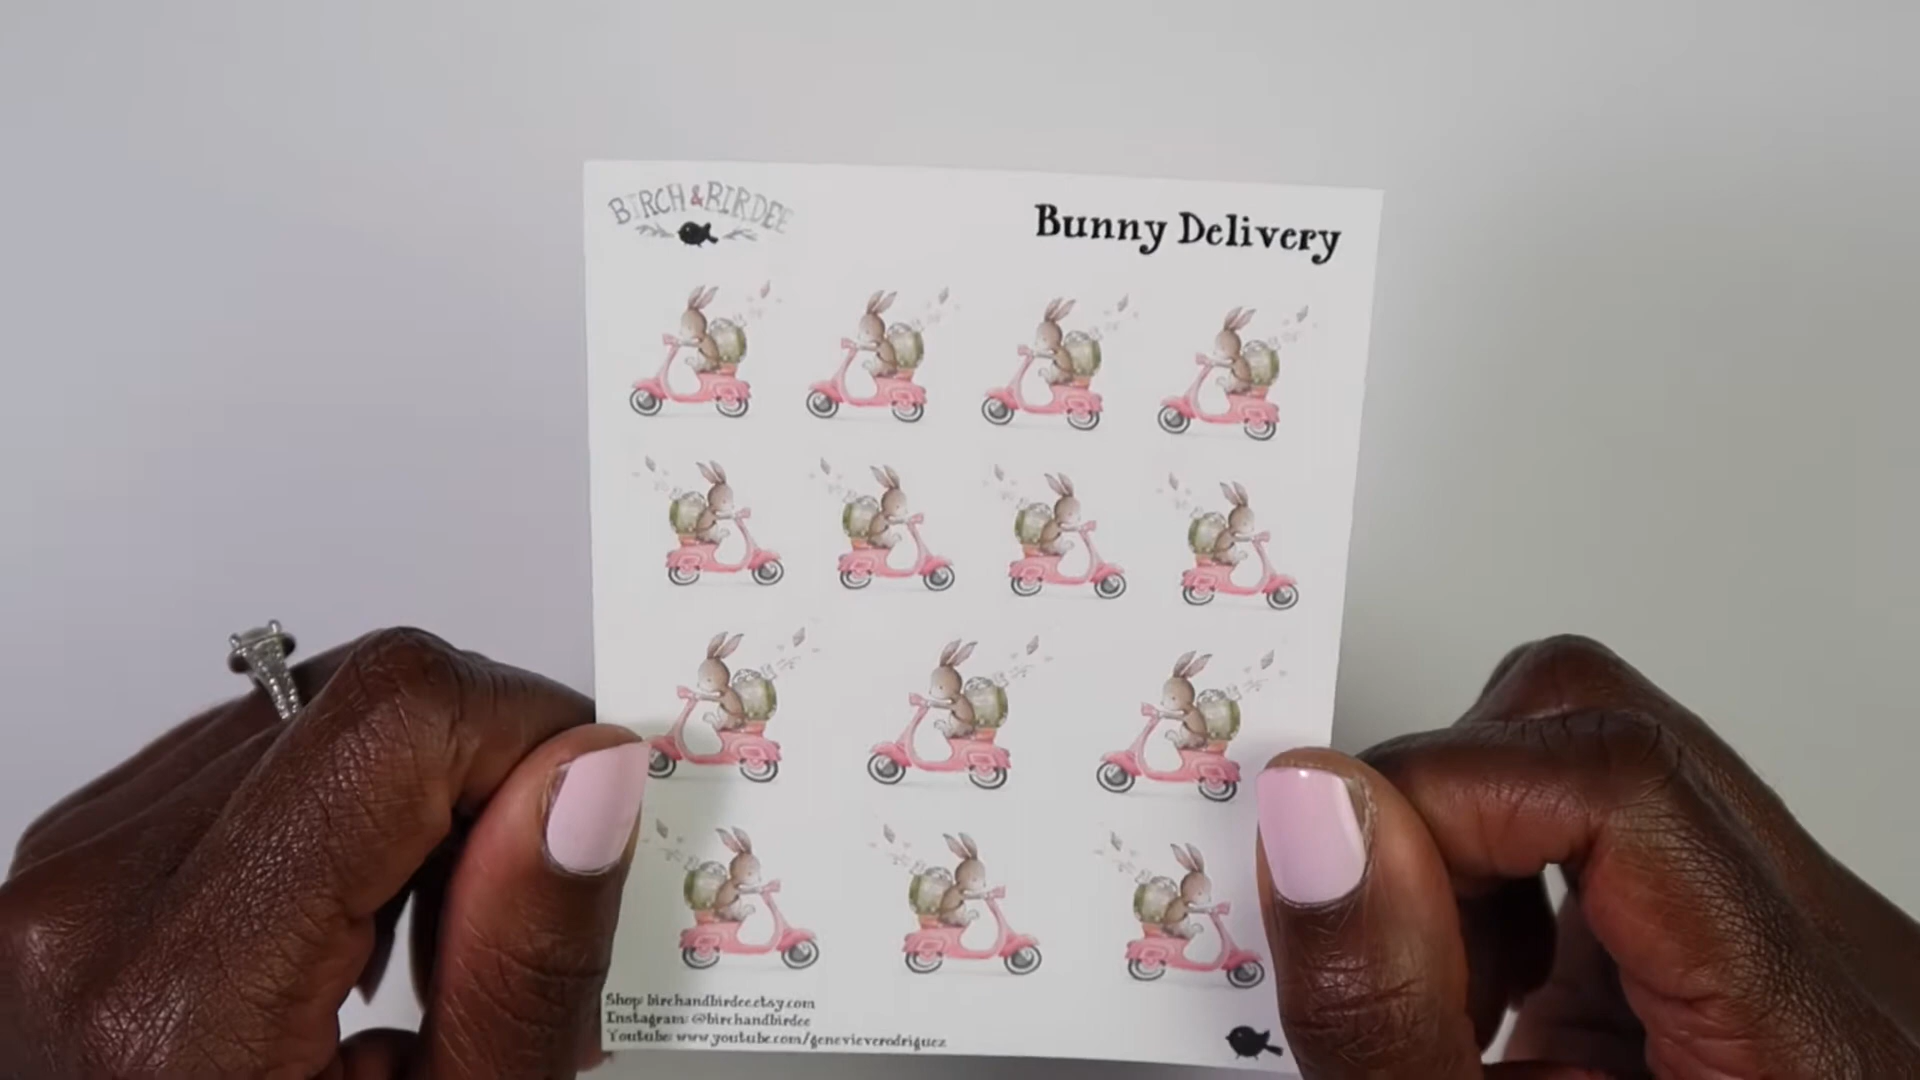 BIRCH & BIRDEE
Bunny Delivery
Shop: birchandbirdee.etsy.com
Instagram: @birchandbirdee
Youtube: www.youtube.com/genevieverodriguez